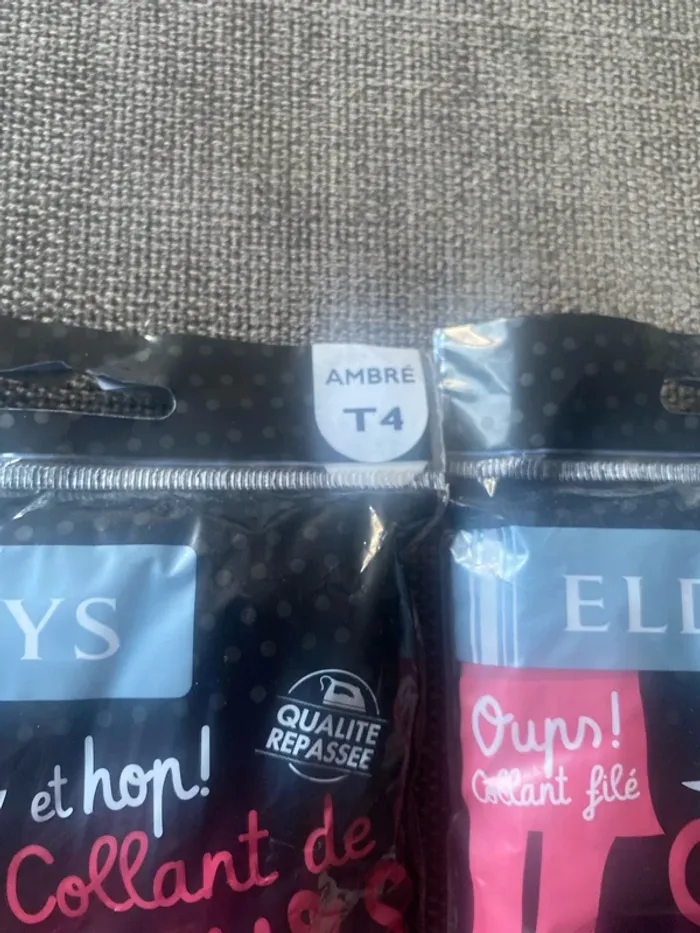 AMBRÉ
T4
YS
QUALITE
REPASSEE
et hop!
Collant de
ELD
Oups!
Collant filé